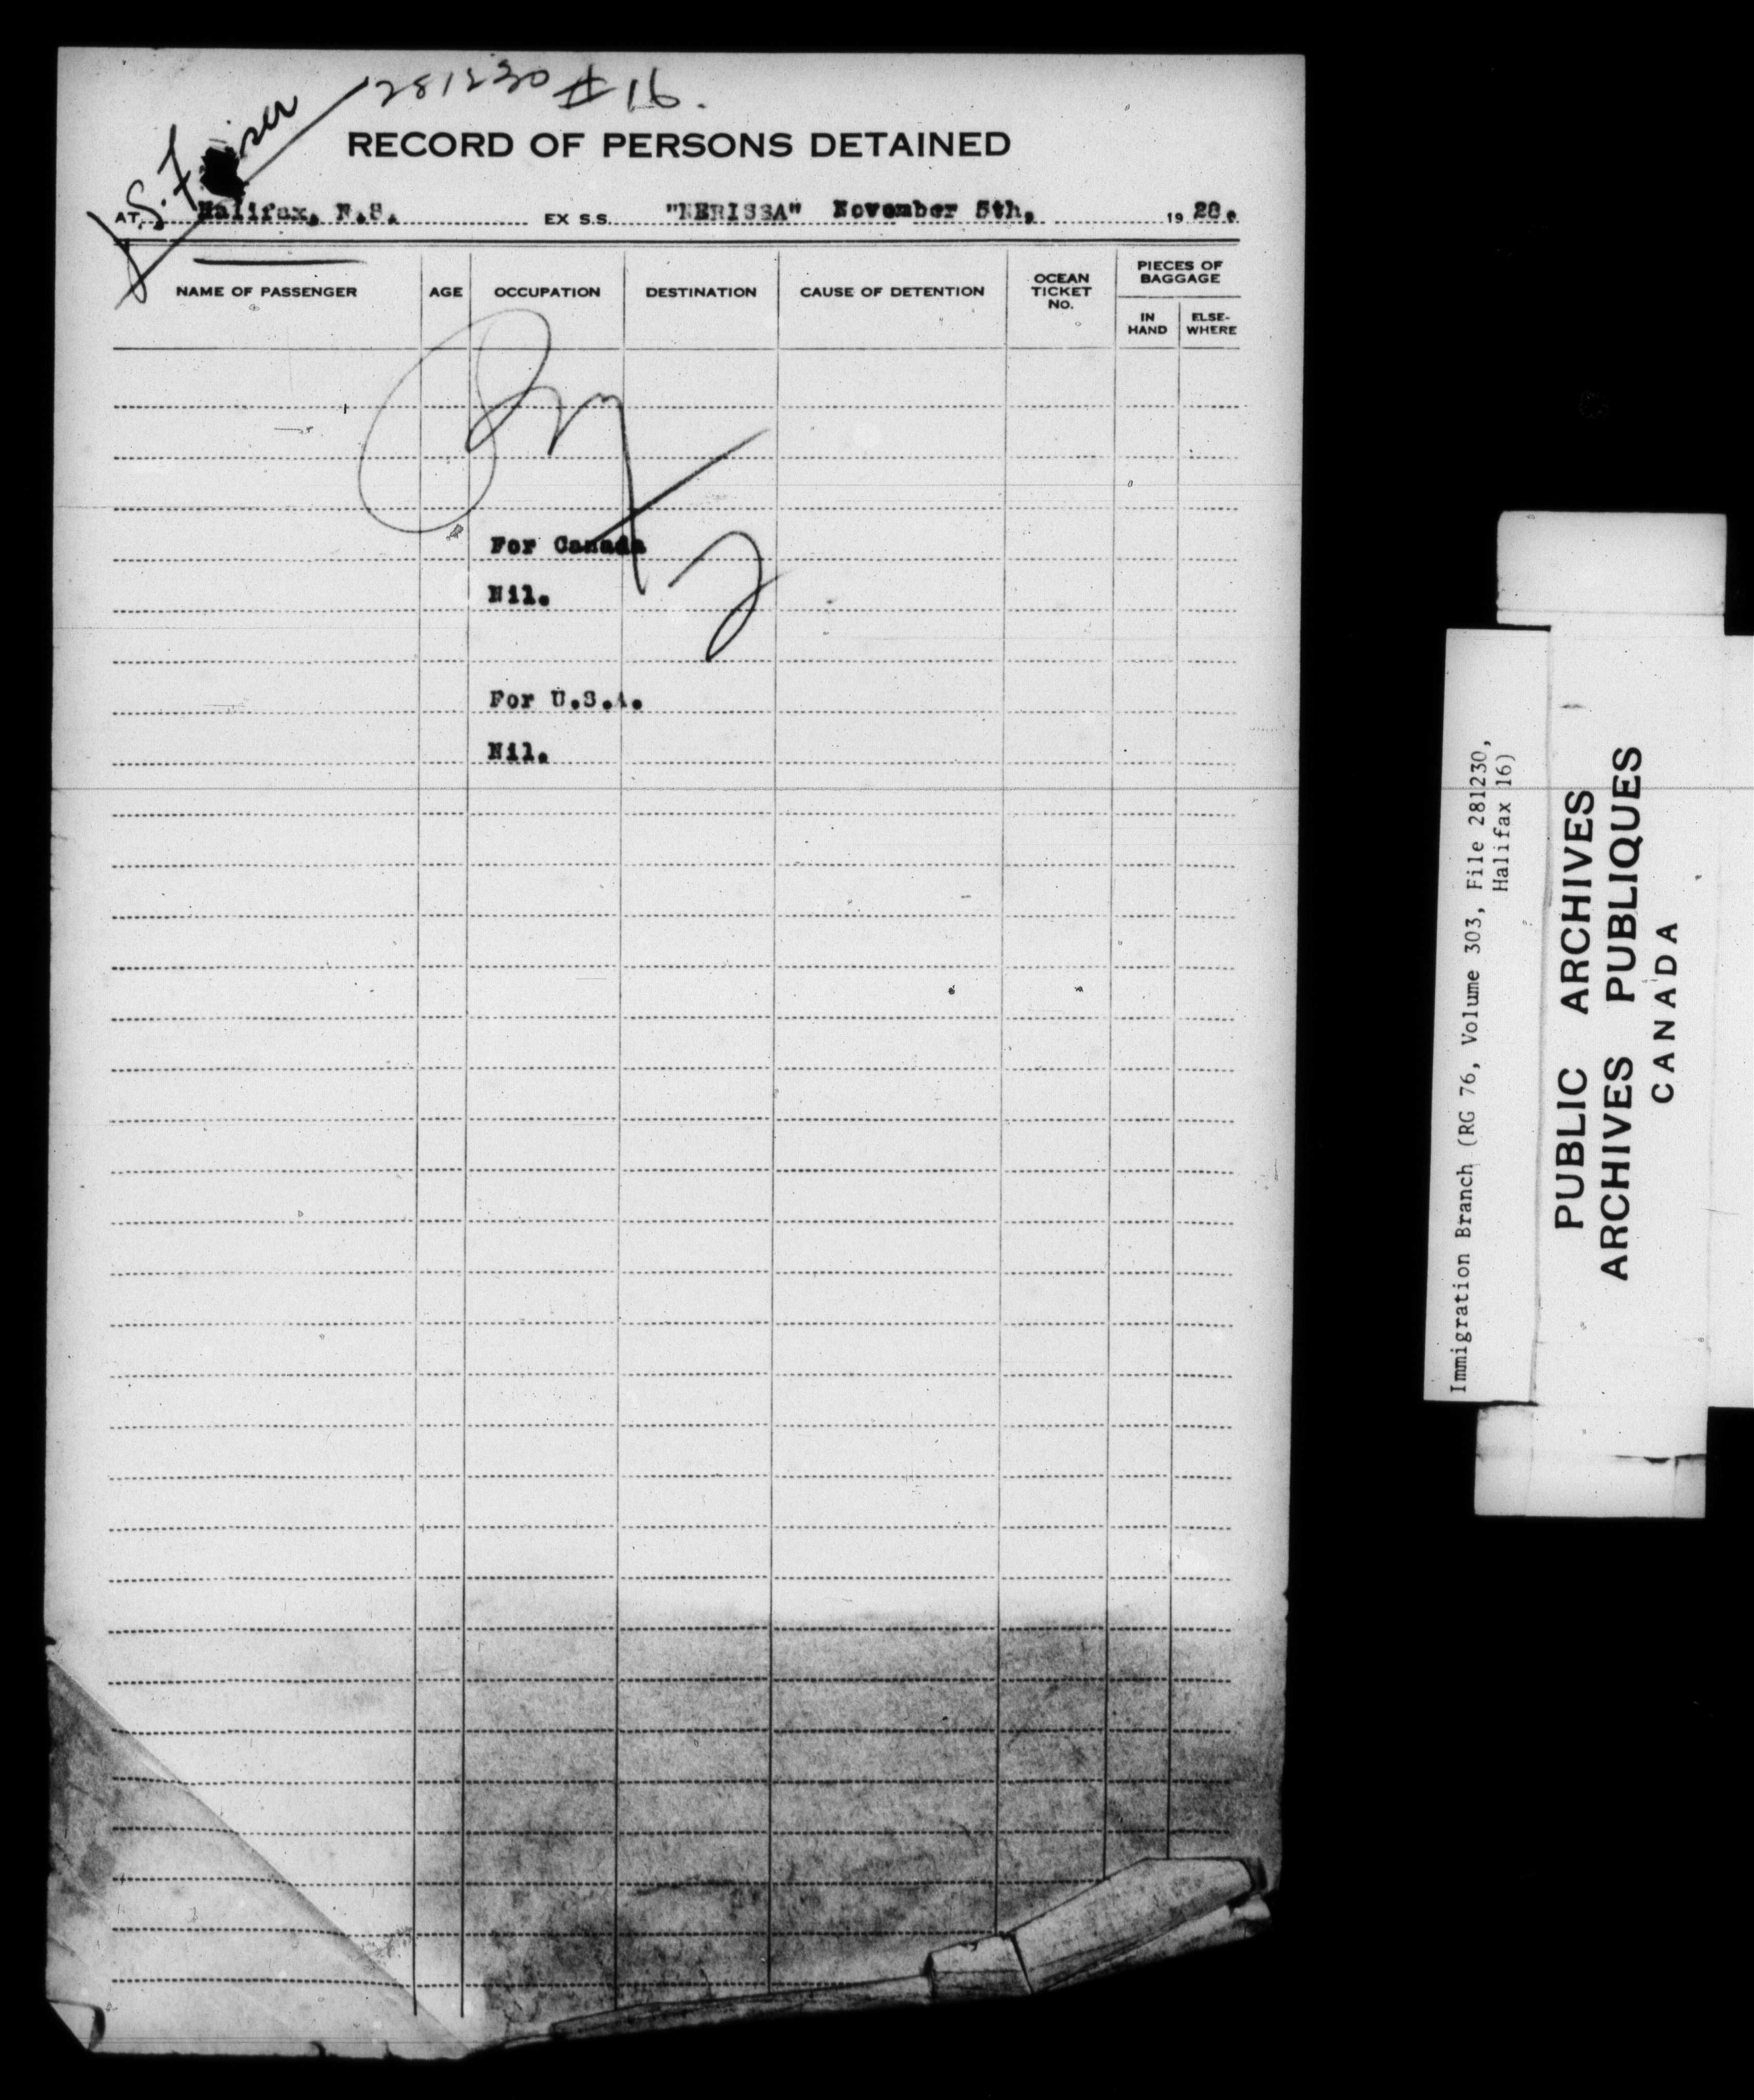 281230 # 16.
RECORD OF PERSONS DETAINED
AT Halifax, N.S. EX S.S. "NERISSA" November 5th, 19 28.
NAME OF PASSENGER AGE OCCUPATION DESTINATION CAUSE OF DETENTION OCEAN TICKET No. PIECES OF BAGGAGE
IN HAND ELSE-WHERE
For Canada
Nil.
For U.S.A.
Nil.
Immigration Branch (RG 76, Volume 303, File 281230,
Halifax 16)
PUBLIC ARCHIVES
ARCHIVES PUBLIQUES
CANADA